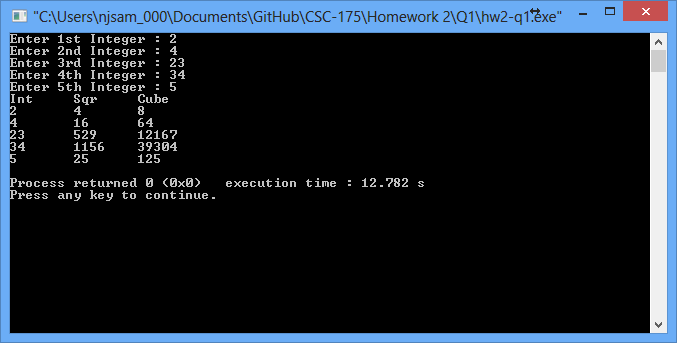 "C:\Users\njsam_000\Documents\GitHub\CSC-175\Homework 2\Q1\hw2-q1.exe"
Enter 1st Integer : 2
Enter 2nd Integer : 4
Enter 3rd Integer : 23
Enter 4th Integer : 34
Enter 5th Integer : 5
Int Sqr Cube
2 4 8
4 16 64
23 529 12167
34 1156 39304
5 25 125
Process returned 0 (0x0) execution time : 12.782 s
Press any key to continue.